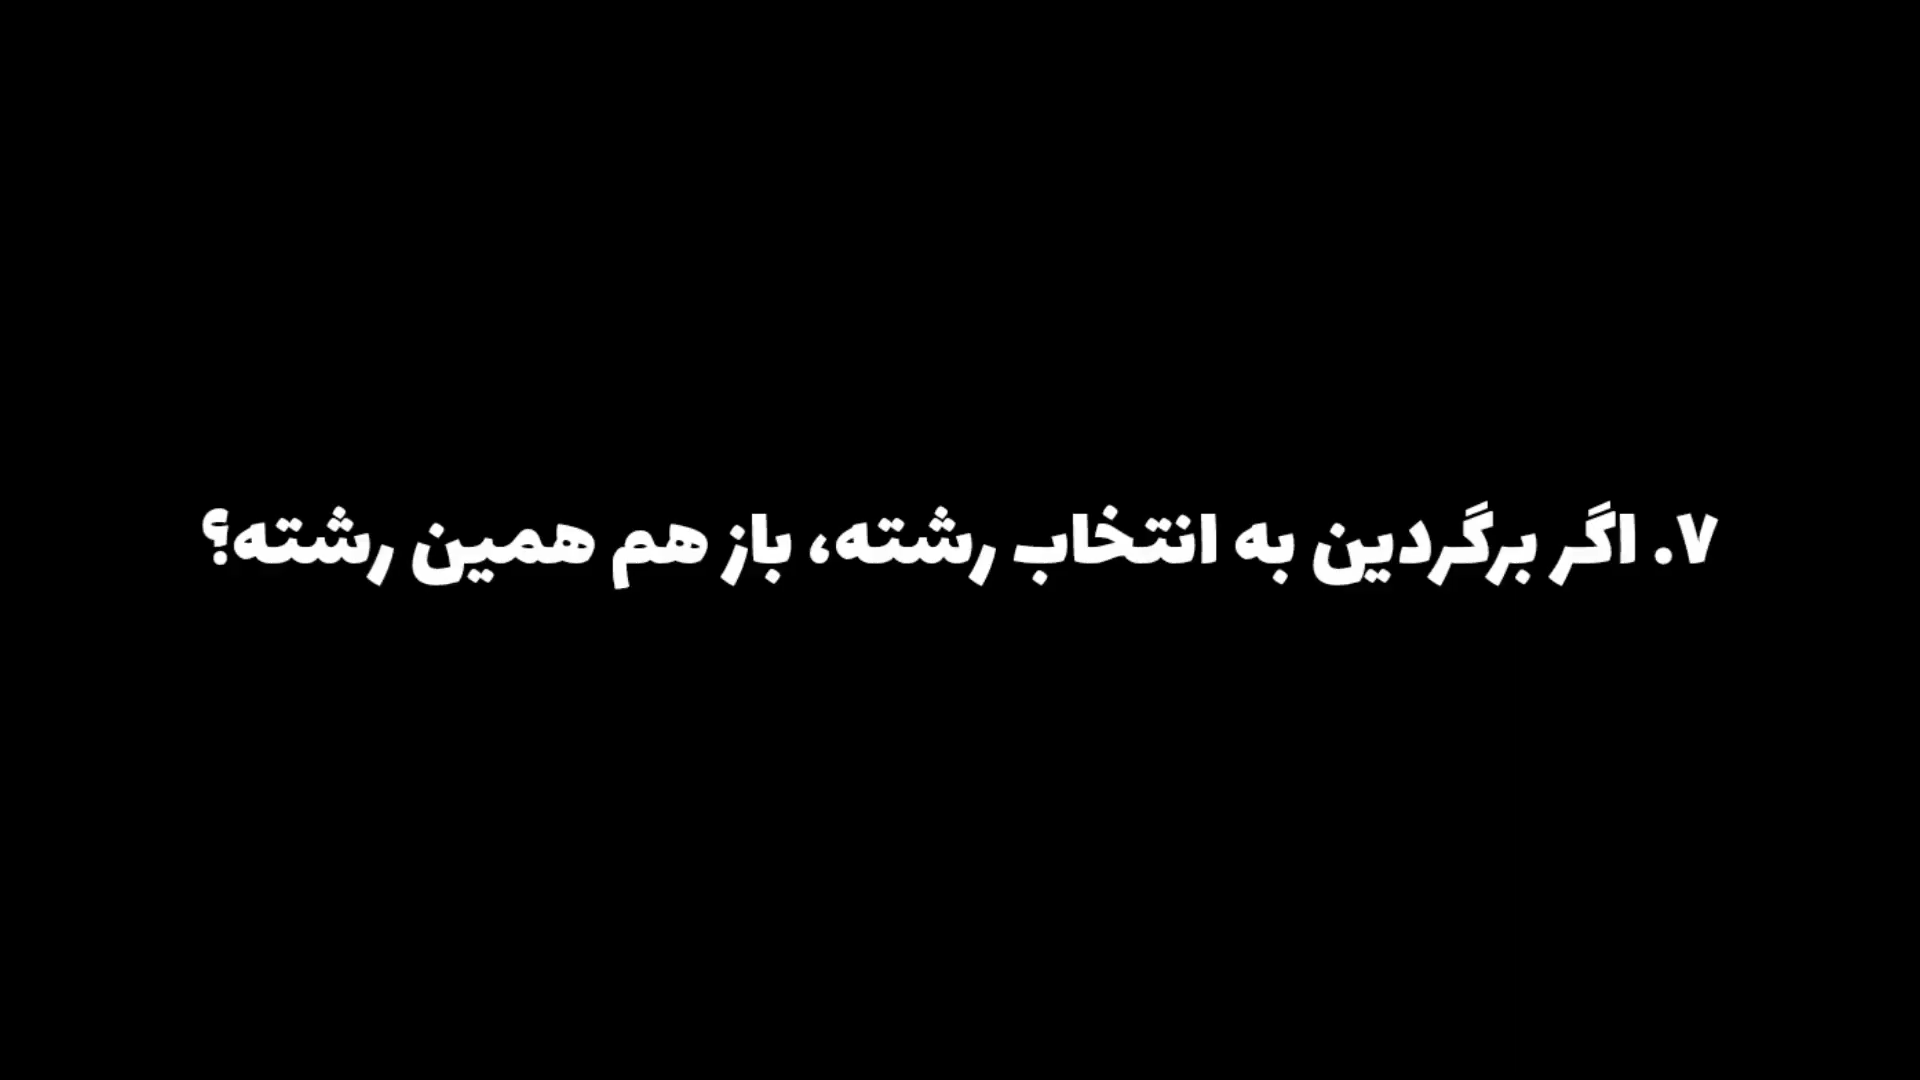 ۷. اگر برگردین به انتخاب رشته، باز هم همین رشته؟